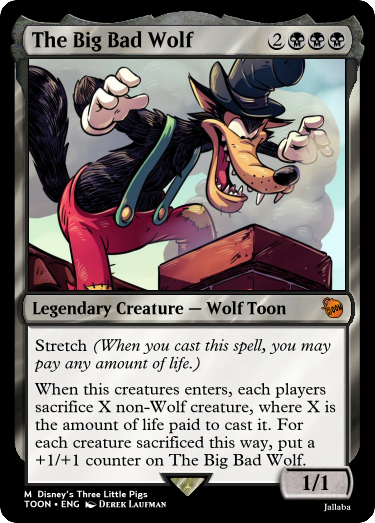 The Big Bad Wolf 2
Legendary Creature — Wolf Toon
Stretch (When you cast this spell, you may
pay any amount of life.)
When this creatures enters, each players
sacrifice X non-Wolf creature, where X is
the amount of life paid to cast it. For
each creature sacrificed this way, put a
+1/+1 counter on The Big Bad Wolf.
1/1
M Disney's Three Little Pigs
TOON • ENG Derek Laufman
Jallaba